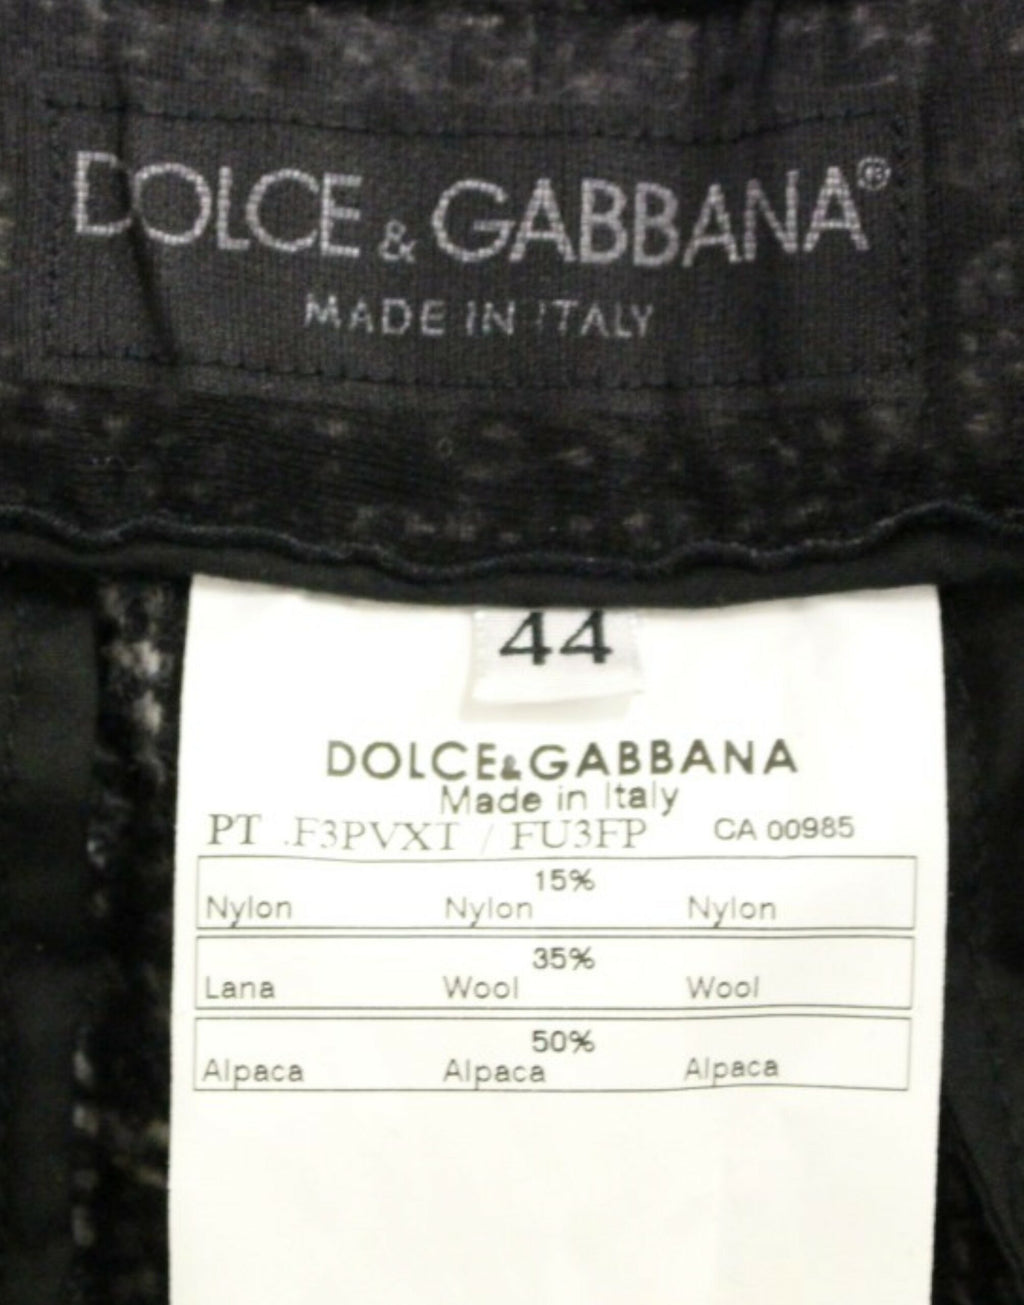 DOLCE & GABBANA®
MADE IN ITALY
44
DOLCE&GABBANA
Made in Italy
PT .F3PVXT / FU3FP CA 00985
15%
Nylon Nylon Nylon
35%
Lana Wool Wool
50%
Alpaca Alpaca Alpaca